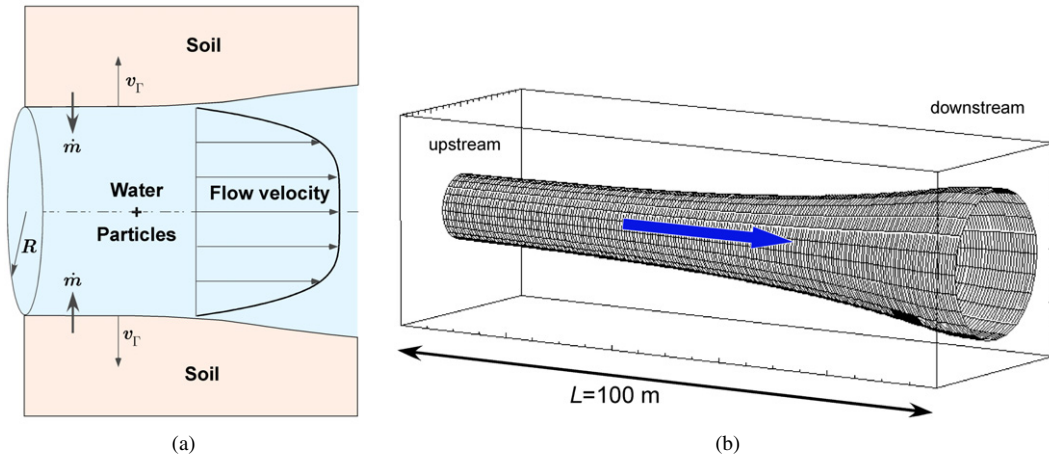 Soil
v_Γ
ṁ
Water
+
Particles
Flow velocity
R
ṁ
v_Γ
Soil
(a)
downstream
upstream
L=100 m
(b)